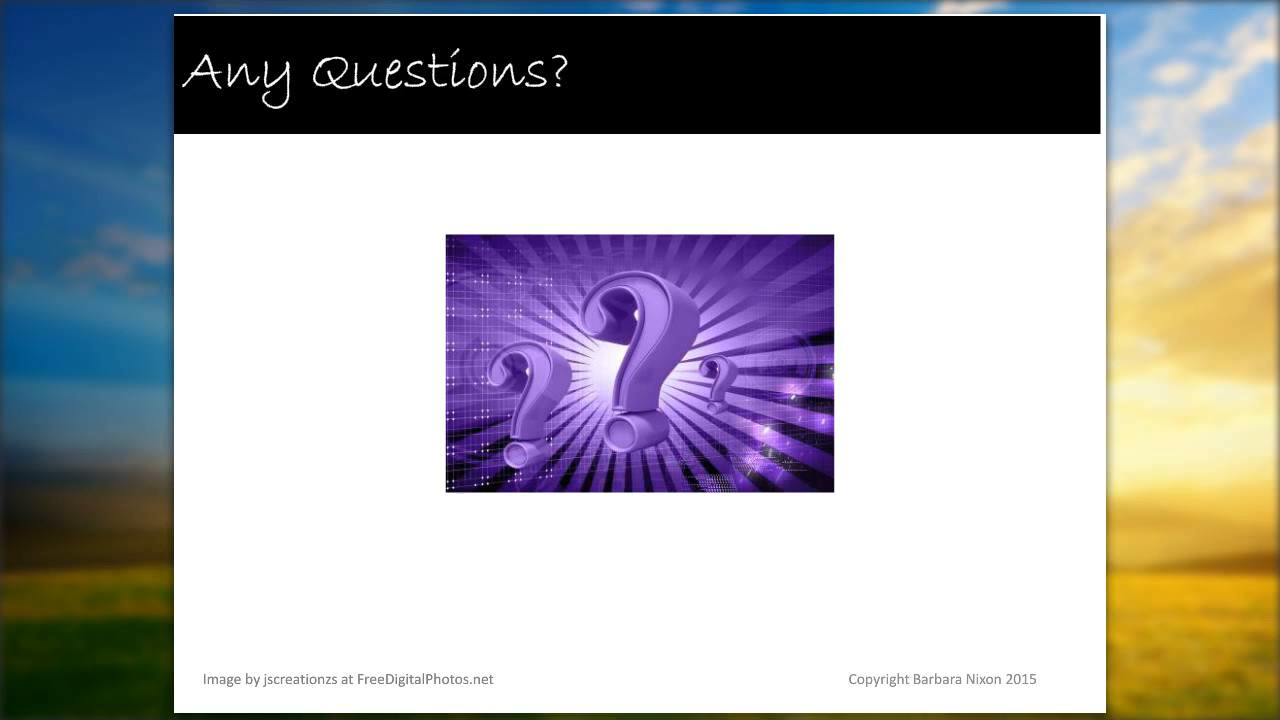 Any Questions?
Image by jscreationzs at FreeDigitalPhotos.net
Copyright Barbara Nixon 2015